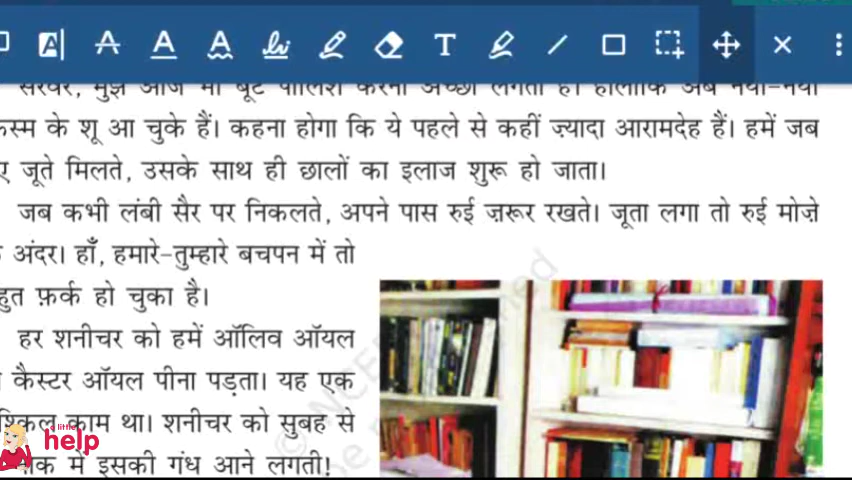 सरवर, मुझे आज भी बूट पॉलिश करना अच्छा लगता है। हालाँकि अब नयी-नयी
स्म के शू आ चुके हैं। कहना होगा कि ये पहले से कहीं ज़्यादा आरामदेह हैं। हमें जब
ए जूते मिलते, उसके साथ ही छालों का इलाज शुरू हो जाता।
जब कभी लंबी सैर पर निकलते, अपने पास रुई ज़रूर रखते। जूता लगा तो रुई मोज़े
अंदर। हाँ, हमारे-तुम्हारे बचपन में तो
हुत फ़र्क हो चुका है।
हर शनीचर को हमें ऑलिव ऑयल
कैस्टर ऑयल पीना पड़ता। यह एक
श्किल काम था। शनीचर को सुबह से
क में इसकी गंध आने लगती!
a little help